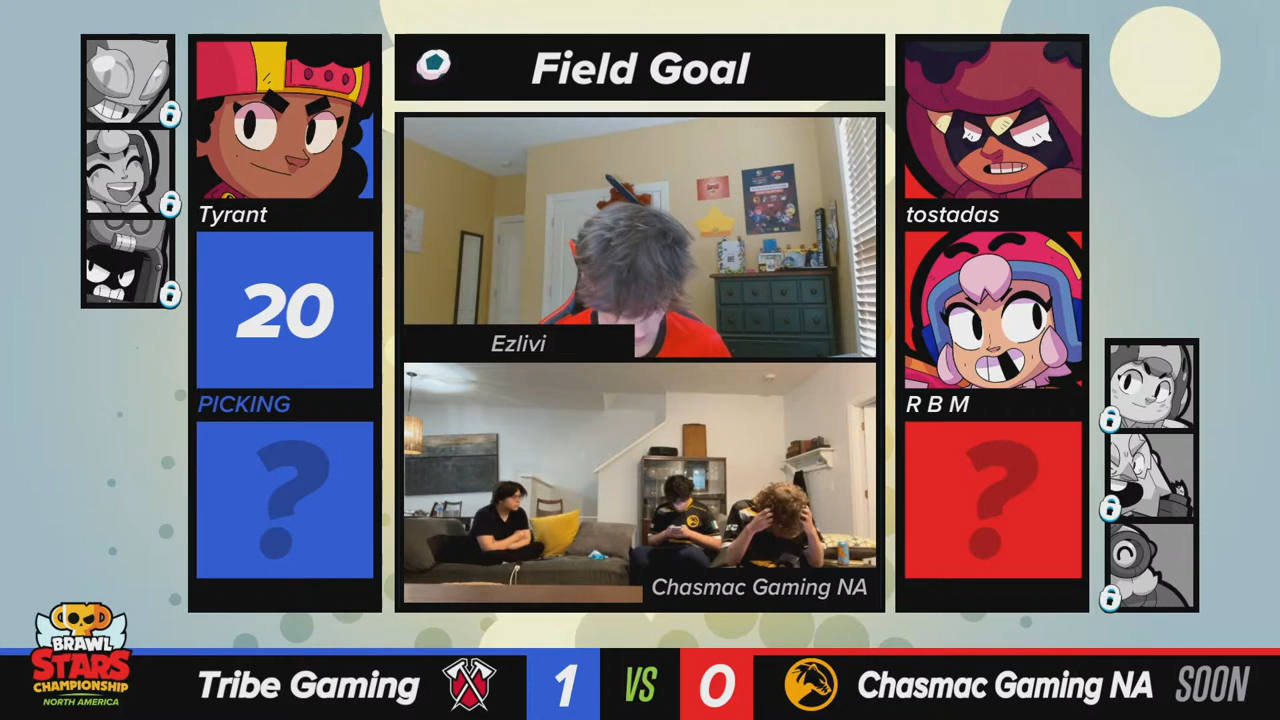 Field Goal
Tyrant
20
PICKING
Ezlivi
Chasmac Gaming NA
tostadas
R B M
?
?
BRAWL
STARS
CHAMPIONSHIP
NORTH AMERICA
Tribe Gaming
1
VS
0
Chasmac Gaming NA
SOON